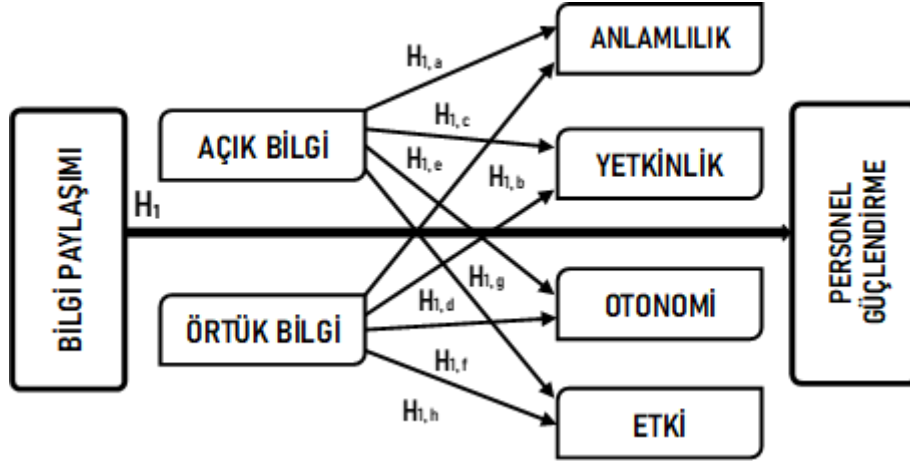 BİLGİ PAYLAŞIMI
H1
AÇIK BİLGİ
ÖRTÜK BİLGİ
H1, a
H1, c
H1, e
H1, b
H1, g
H1, d
H1, f
H1, h
ANLAMLILIK
YETKİNLİK
OTONOMİ
ETKİ
PERSONEL
GÜÇLENDİRME